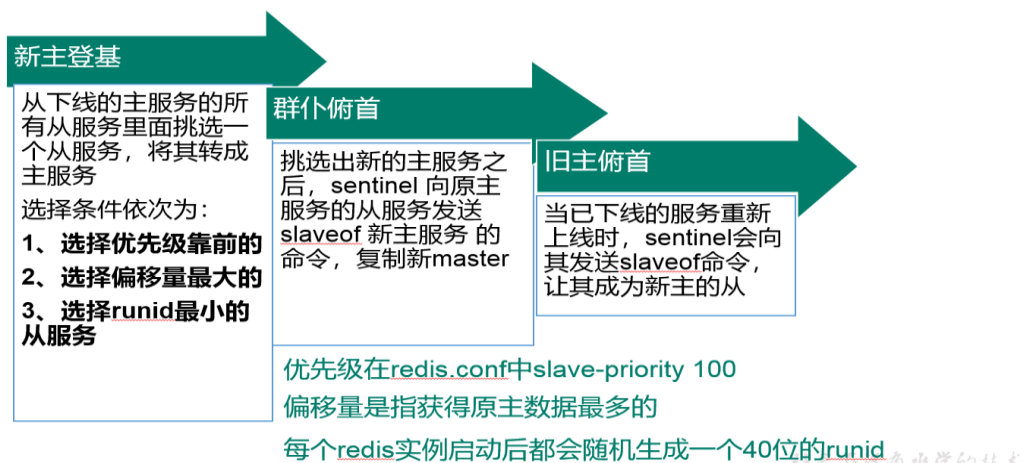 新主登基
从下线的主服务的所
有从服务里面挑选一
个从服务，将其转成
主服务
选择条件依次为：
1、选择优先级靠前的
2、选择偏移量最大的
3、选择runid最小的
从服务
群仆俯首
挑选出新的主服务之
后，sentinel 向原主
服务的从服务发送
slaveof 新主服务 的
命令，复制新master
旧主俯首
当已下线的服务重新
上线时，sentinel会向
其发送slaveof命令，
让其成为新主的从
优先级在redis.conf中slave-priority 100
偏移量是指获得原主数据最多的
每个redis实例启动后都会随机生成一个40位的runid